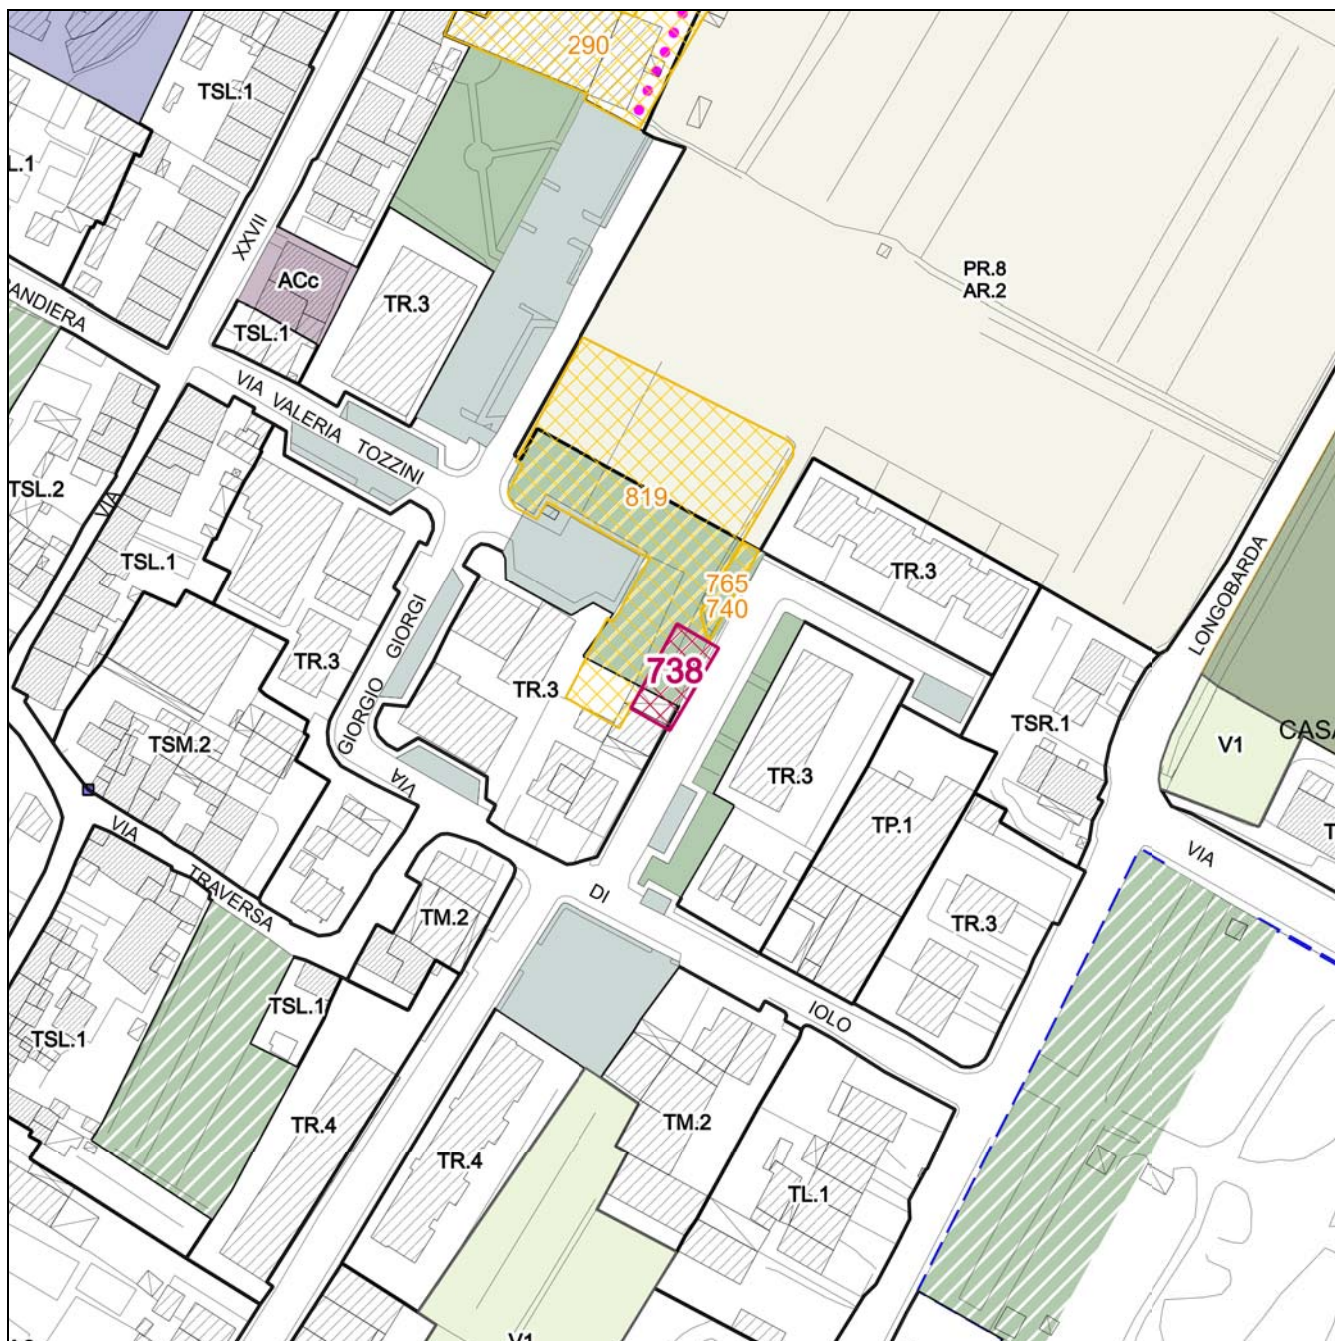 290
TSL.1
L.1
XXVII
ACc
TR.3
TSL.1
PR.8
AR.2
ANDIERA
VIA VALERIA TOZZINI
TSL.2
VIA
819
TSL.1
LONGOBARDA
TR.3
765
740
GIORGIO GIORGI
TR.3
738
TR.3
TSR.1
V1
CASA
TSM.2
TR.3
VIA
TP.1
T
VIA
VIA
TRAVERSA
DI
TM.2
TR.3
TSL.1
IOLO
TSL.1
TR.4
TM.2
TR.4
TL.1
V1